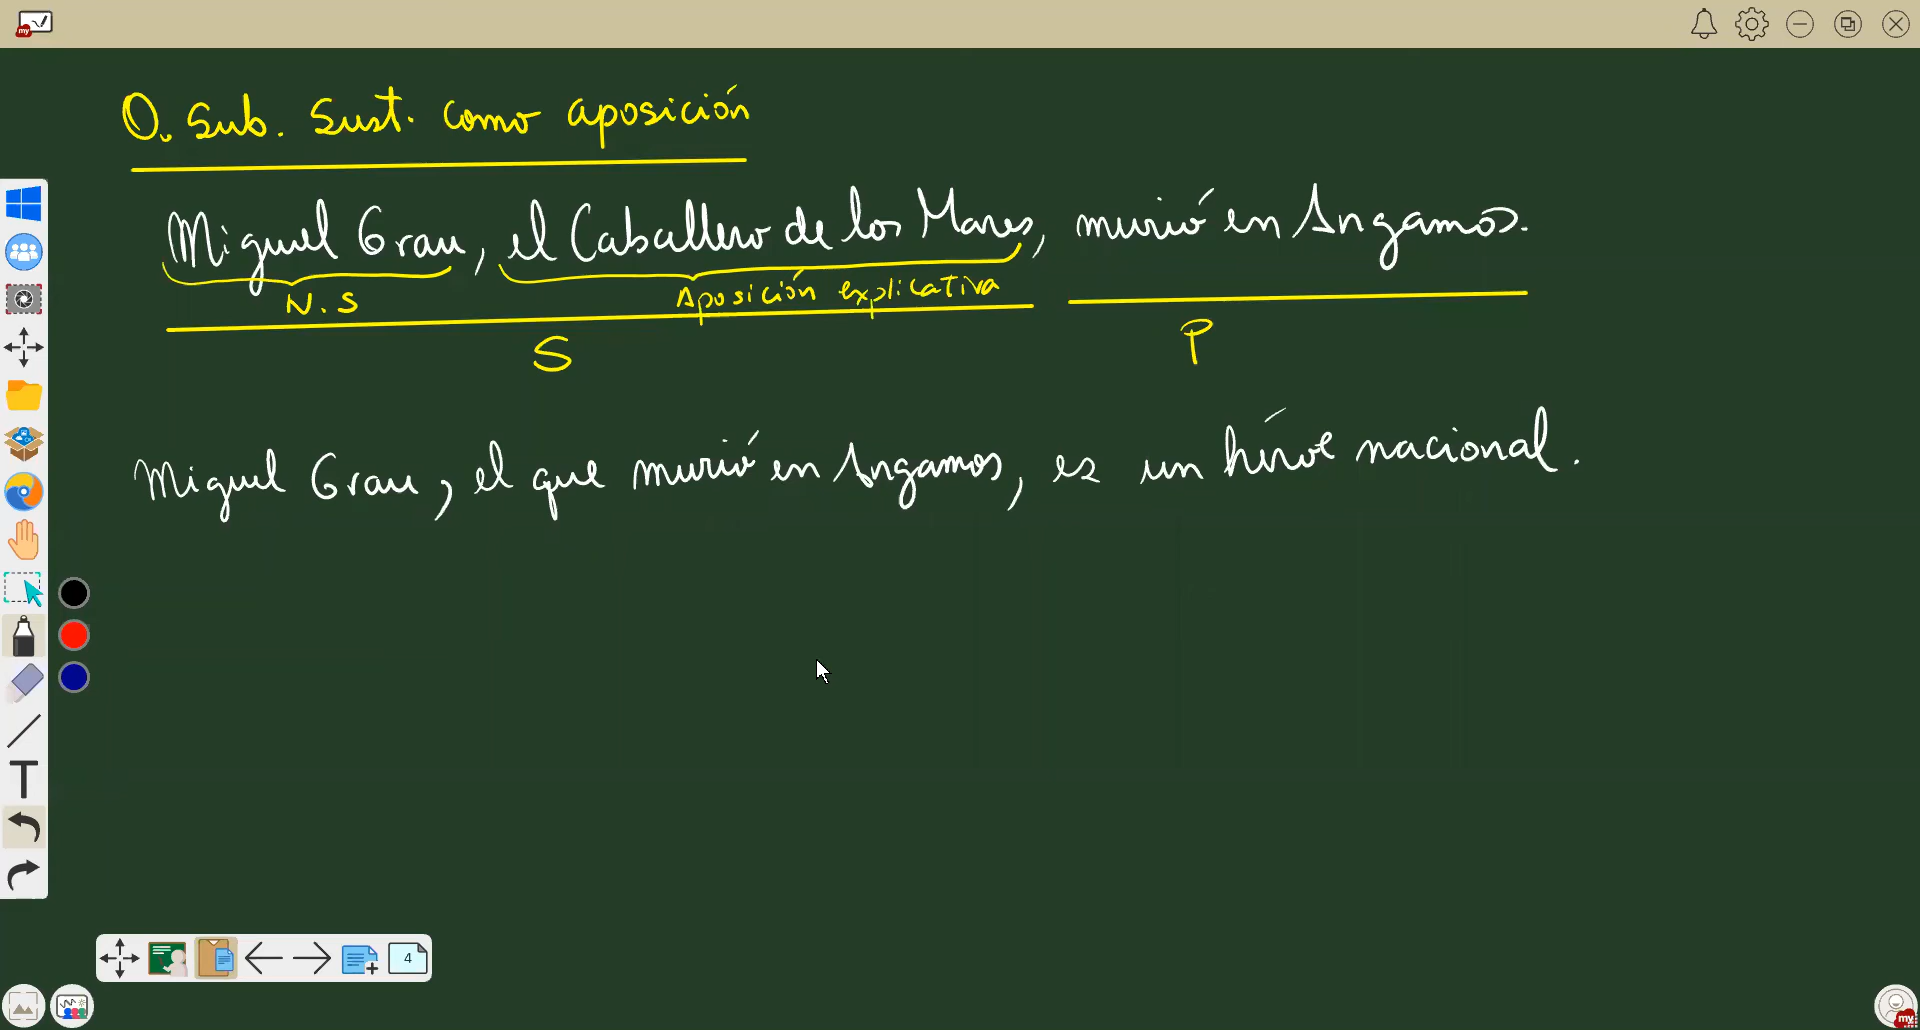 O. Sub. Sust. como aposición
Miguel Grau, el Caballero de los Mares, murió en Angamos.
N.S Aposición explicativa
S P
Miguel Grau, el que murió en Angamos, es un héroe nacional.
T
4